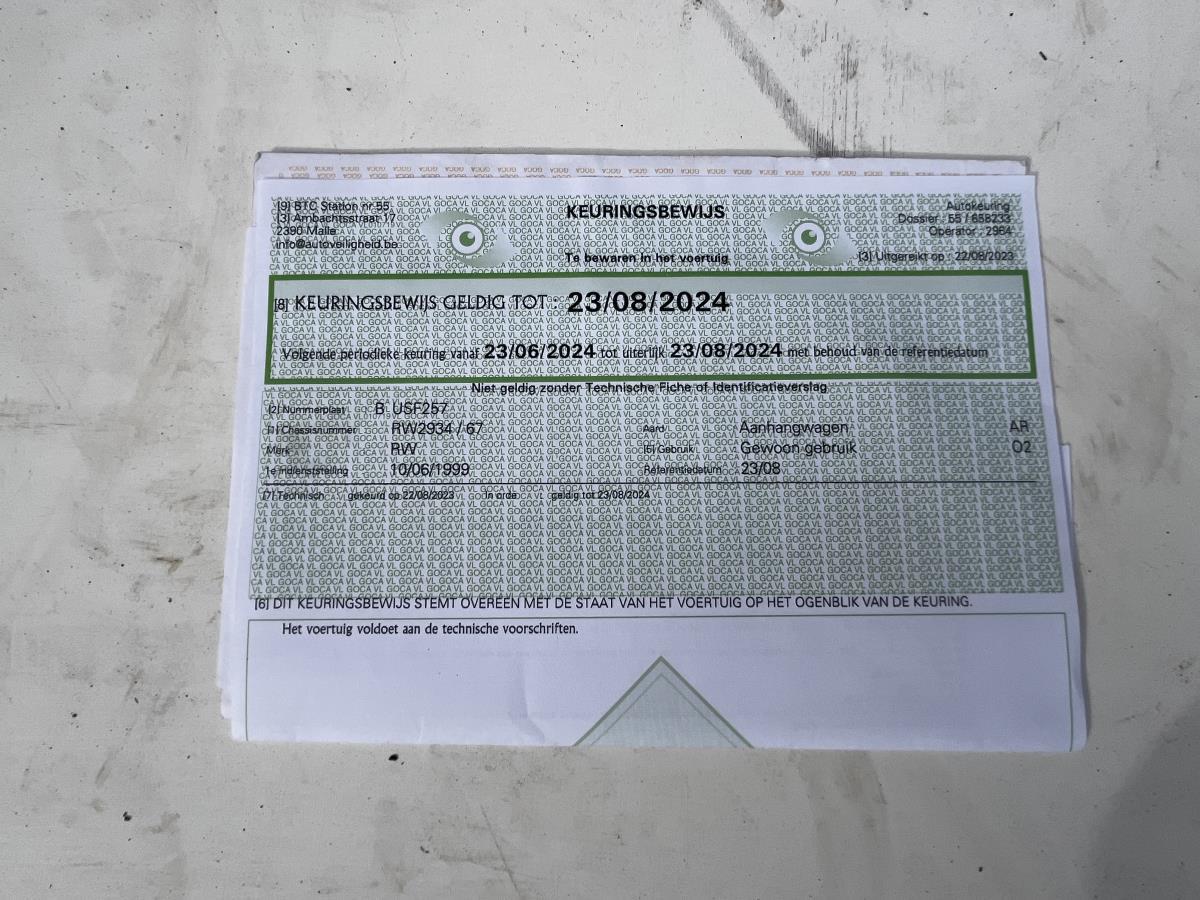 [9] BTC Station nr 55
[3] Ambachtsstraat 17
2390 Malle
info@autoveiligheid.be
KEURINGSBEWIJS
Te bewaren in het voertuig
Autokeuring
Dossier : 55 / 658233
Operator : 2984
[3] Uitgereikt op : 22/08/2023
[8] KEURINGSBEWIJS GELDIG TOT : 23/08/2024
Volgende periodieke keuring vanaf 23/06/2024 tot uiterlijk 23/08/2024 met behoud van de referentiedatum
Niet geldig zonder Technische Fiche of Identificatieverslag
[2] Nummerplaat B USF257
[1] Chassisnummer RW2934 / 67 Aard Aanhangwagen AR
Merk RW [5] Gebruik Gewoon gebruik 02
1e indienststelling 10/06/1999 Referentiedatum : 23/08
[7] Technisch gekeurd op 22/08/2023 In orde geldig tot 23/08/2024
[6] DIT KEURINGSBEWIJS STEMT OVEREEN MET DE STAAT VAN HET VOERTUIG OP HET OGENBLIK VAN DE KEURING.
Het voertuig voldoet aan de technische voorschriften.